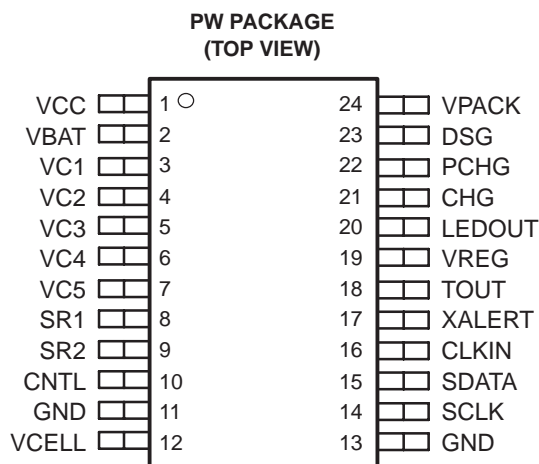 PW PACKAGE
(TOP VIEW)
VCC 1 24 VPACK
VBAT 2 23 DSG
VC1 3 22 PCHG
VC2 4 21 CHG
VC3 5 20 LEDOUT
VC4 6 19 VREG
VC5 7 18 TOUT
SR1 8 17 XALERT
SR2 9 16 CLKIN
CNTL 10 15 SDATA
GND 11 14 SCLK
VCELL 12 13 GND